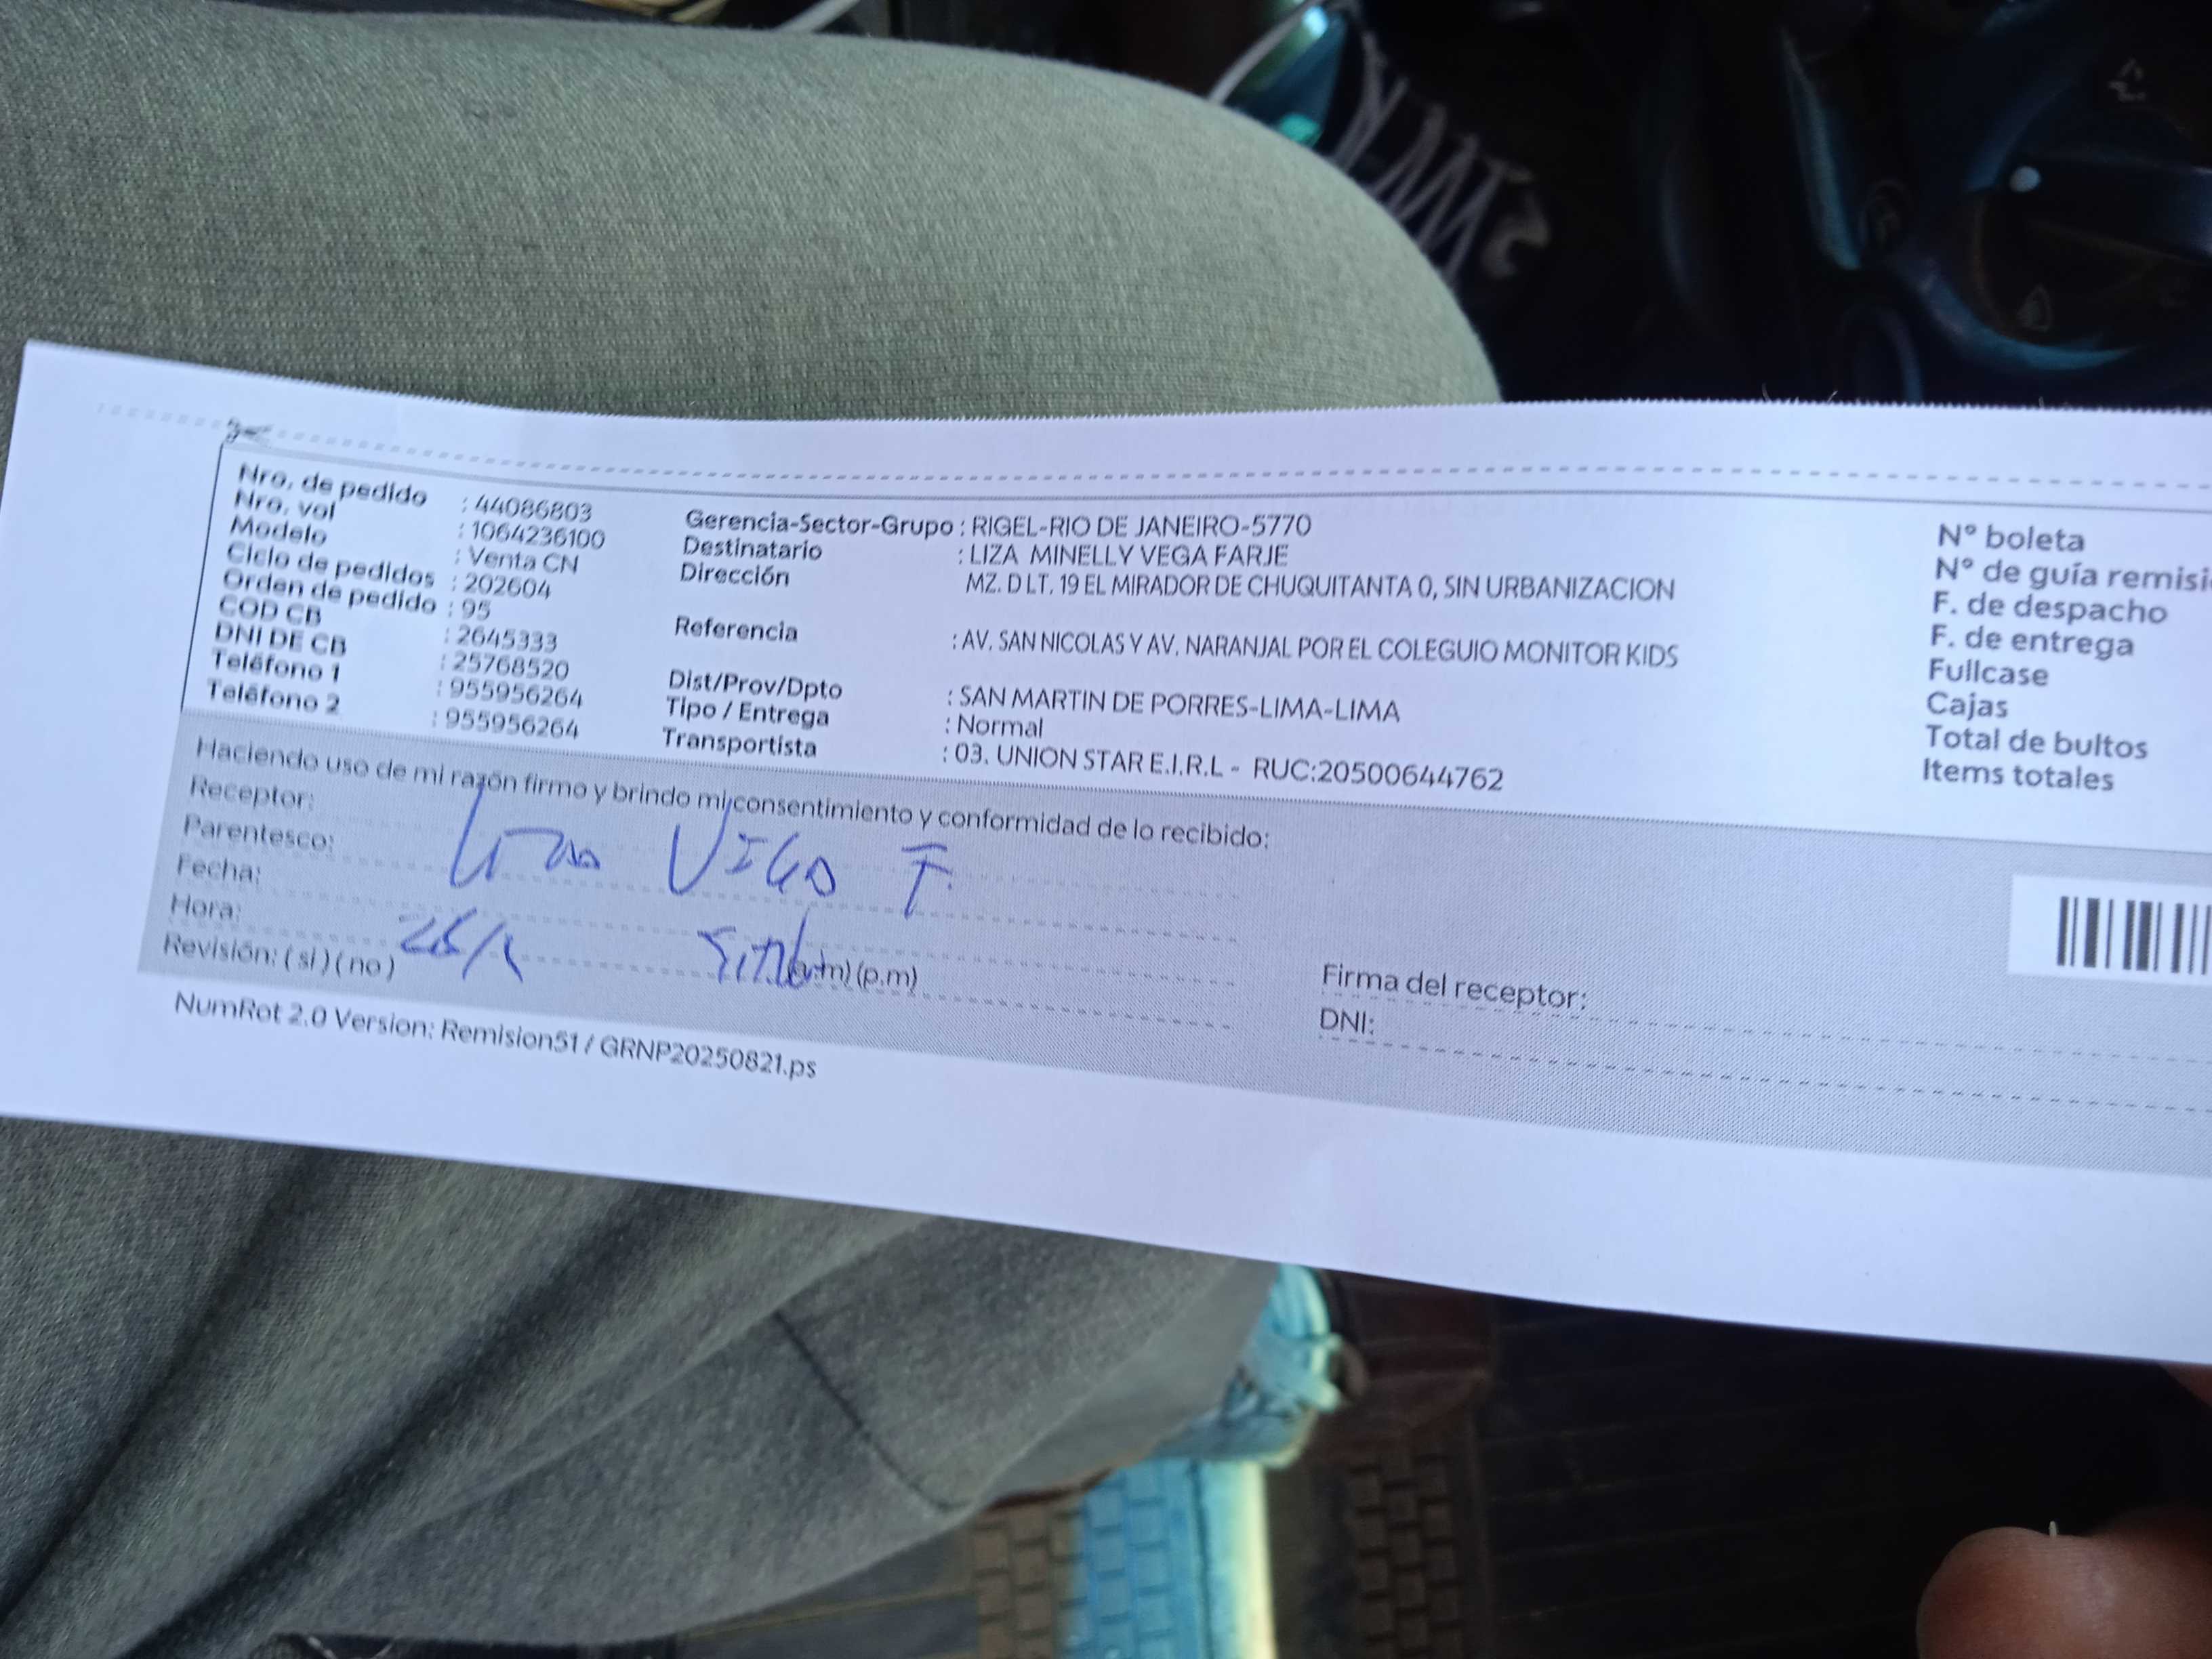 Nro. de pedido : 44086803
Nro. vol : 1064236100
Modelo : Venta CN
Ciclo de pedidos : 202604
Orden de pedido : 95
COD CB : 2645333
DNI DE CB : 25768520
Teléfono 1 : 955956264
Teléfono 2 : 955956264
Gerencia-Sector-Grupo : RIGEL-RIO DE JANEIRO-5770
Destinatario : LIZA MINELLY VEGA FARJE
Dirección MZ. D LT. 19 EL MIRADOR DE CHUQUITANTA 0, SIN URBANIZACION
Referencia : AV. SAN NICOLAS Y AV. NARANJAL POR EL COLEGUIO MONITOR KIDS
Dist/Prov/Dpto : SAN MARTIN DE PORRES-LIMA-LIMA
Tipo / Entrega : Normal
Transportista : 03. UNION STAR E.I.R.L - RUC:20500644762
N° boleta
N° de guía remisi
F. de despacho
F. de entrega
Fullcase
Cajas
Total de bultos
Items totales
Haciendo uso de mi razón firmo y brindo mi consentimiento y conformidad de lo recibido:
Receptor:
Parentesco:
Fecha:
Hora: (a.m) (p.m)
Revisión: ( si ) ( no )
Firma del receptor:
DNI:
NumRot 2.0 Version: Remision51 / GRNP20250821.ps